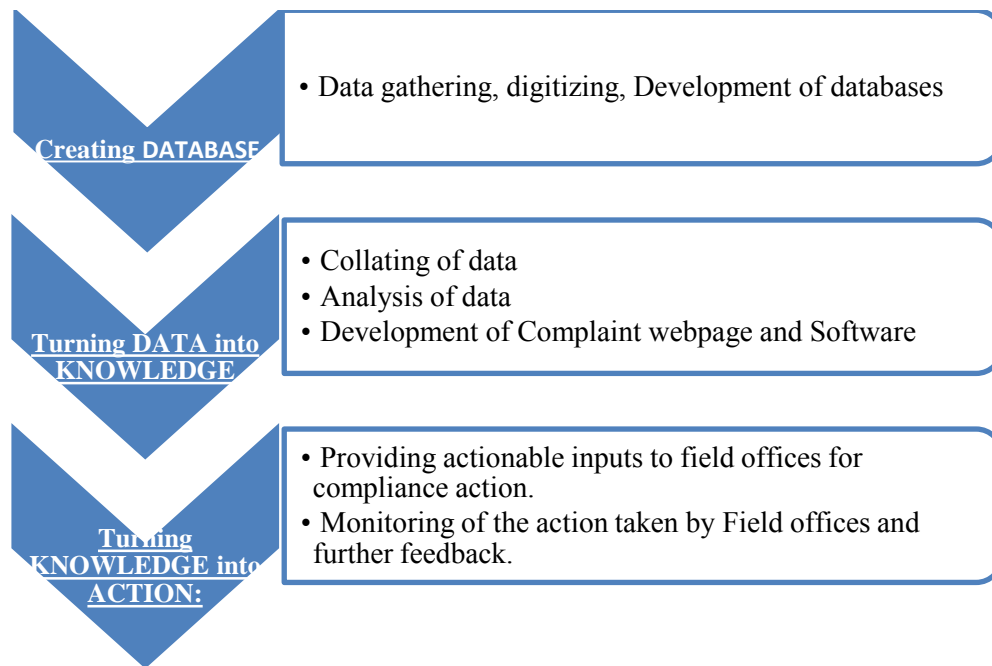 Creating DATABASE
• Data gathering, digitizing, Development of databases
Turning DATA into
KNOWLEDGE
• Collating of data
• Analysis of data
• Development of Complaint webpage and Software
Turning
KNOWLEDGE into
ACTION:
• Providing actionable inputs to field offices for
compliance action.
• Monitoring of the action taken by Field offices and
further feedback.